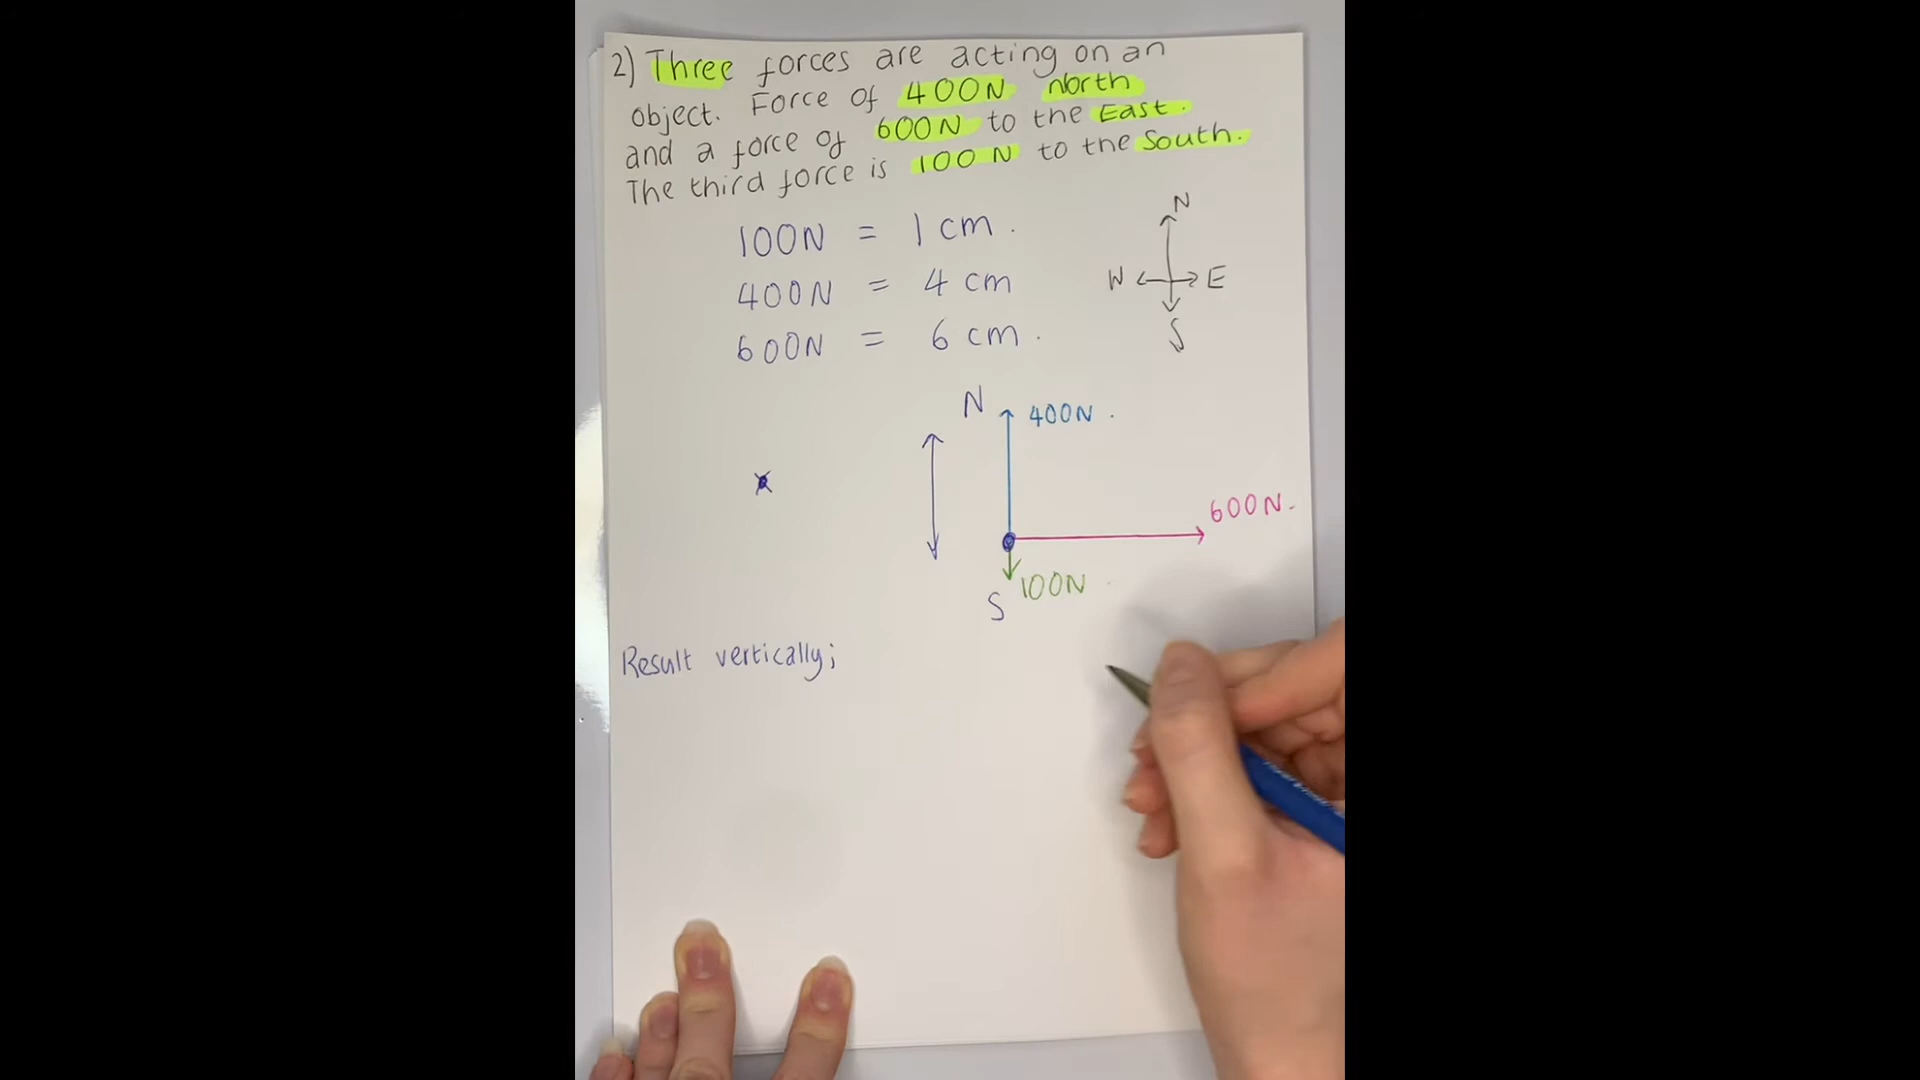 2) Three forces are acting on an
object. Force of 400N north
and a force of 600N to the East.
The third force is 100N to the South.
100N = 1 cm.
400N = 4 cm
600N = 6 cm.
N
W E
S
N 400N.
600N.
100N
S
Result vertically;